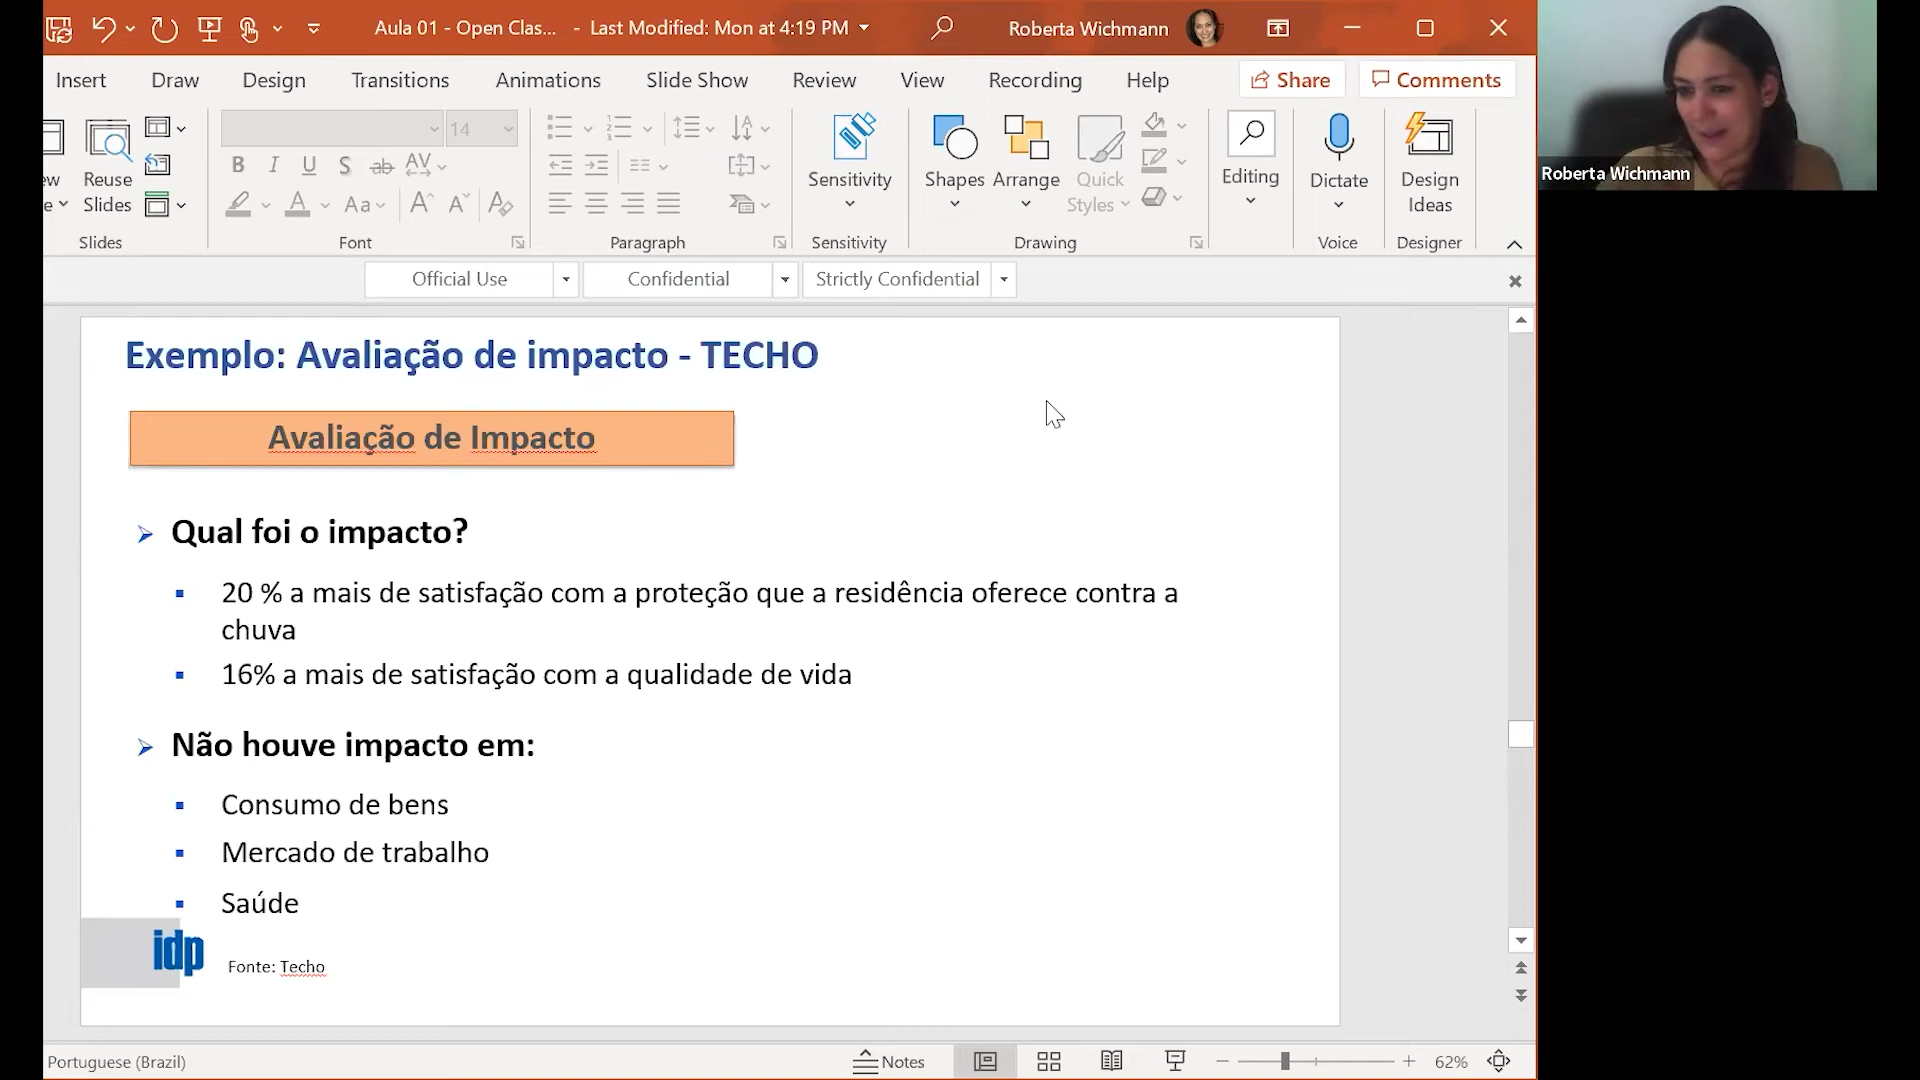 Aula 01 - Open Clas... - Last Modified: Mon at 4:19 PM
Roberta Wichmann
Insert Draw Design Transitions Animations Slide Show Review View Recording Help Share Comments
14
Reuse
Slides
B I U S ab AV
Aa A A A
Sensitivity
Shapes Arrange Quick
Styles
Editing
Dictate
Design
Ideas
Slides Font Paragraph Sensitivity Drawing Voice Designer
Official Use Confidential Strictly Confidential
Exemplo: Avaliação de impacto - TECHO
Avaliação de Impacto
Qual foi o impacto?
20 % a mais de satisfação com a proteção que a residência oferece contra a
chuva
16% a mais de satisfação com a qualidade de vida
Não houve impacto em:
Consumo de bens
Mercado de trabalho
Saúde
idp
Fonte: Techo
Portuguese (Brazil) Notes 62%
Roberta Wichmann